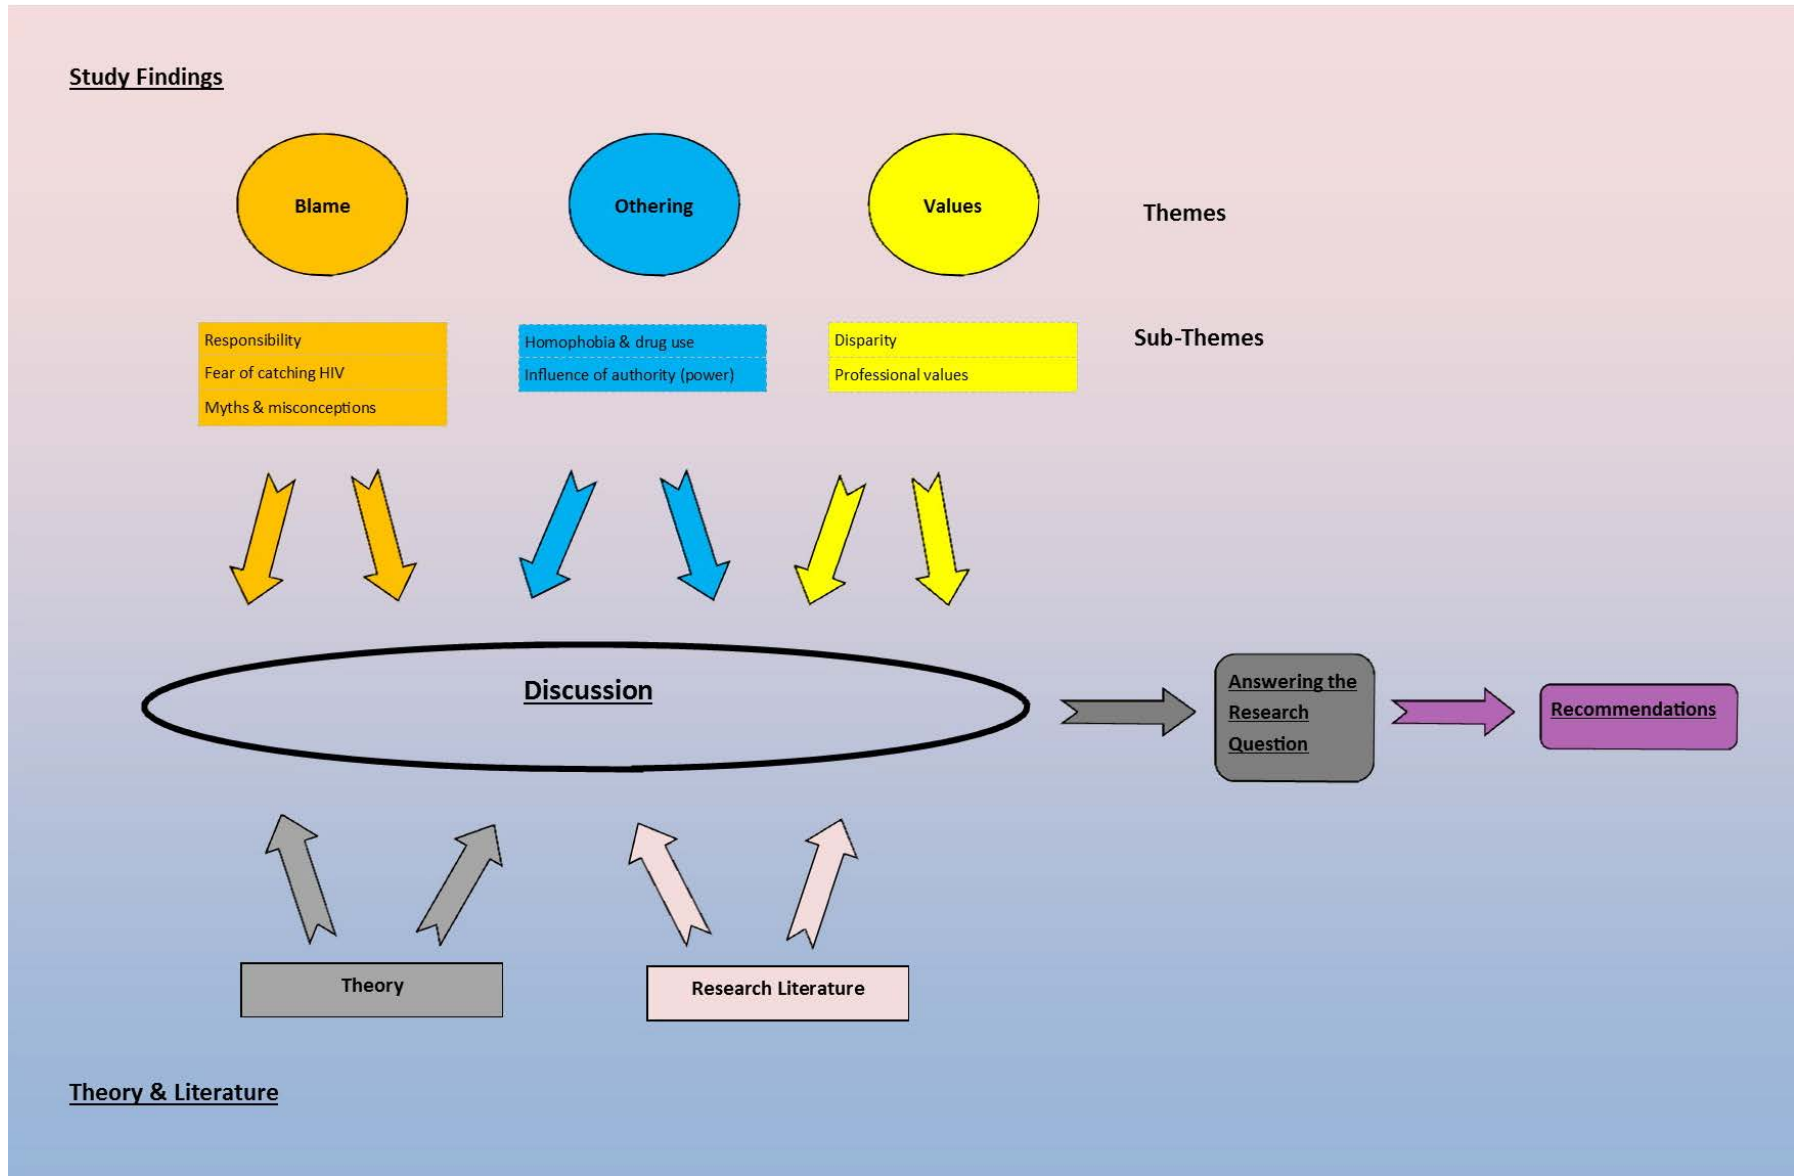 Study Findings
Blame
Othering
Values
Themes
Responsibility
Fear of catching HIV
Myths & misconceptions
Homophobia & drug use
Influence of authority (power)
Disparity
Professional values
Sub-Themes
Discussion
Answering the
Research
Question
Recommendations
Theory
Research Literature
Theory & Literature